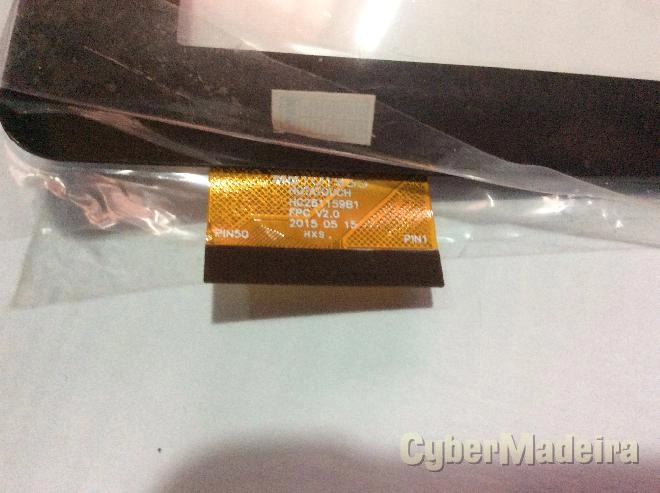 HOTATOUCH
HC261159B1
FPC V2.0
2015 05 15
HXS
PIN50
PIN1
CyberMadeira